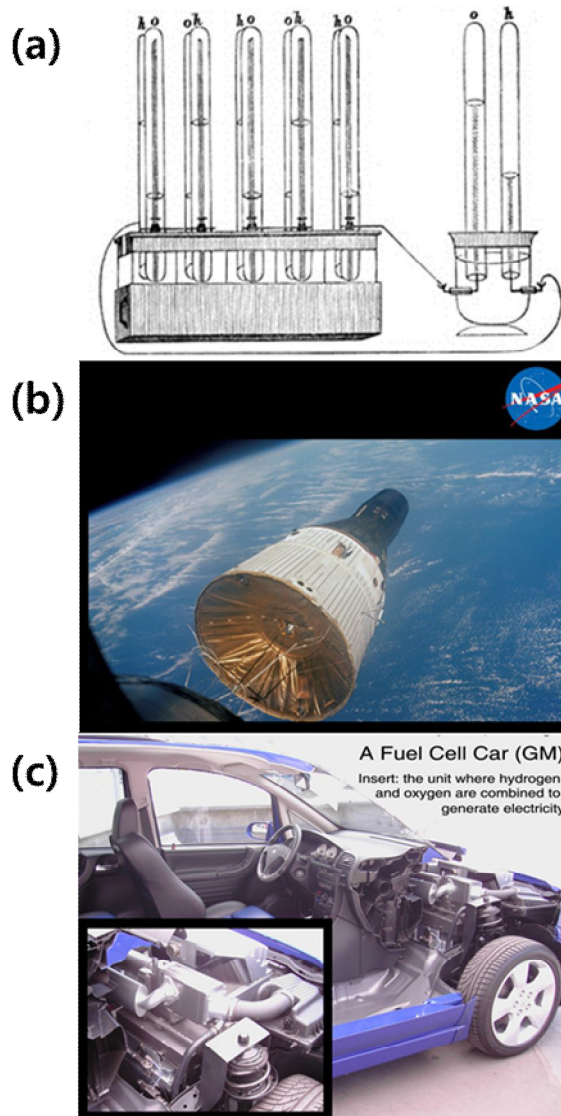 (a)
h o o h h o o h h o
o h
(b)
NASA
(c)
A Fuel Cell Car (GM)
Insert: the unit where hydrogen
and oxygen are combined to
generate electricity